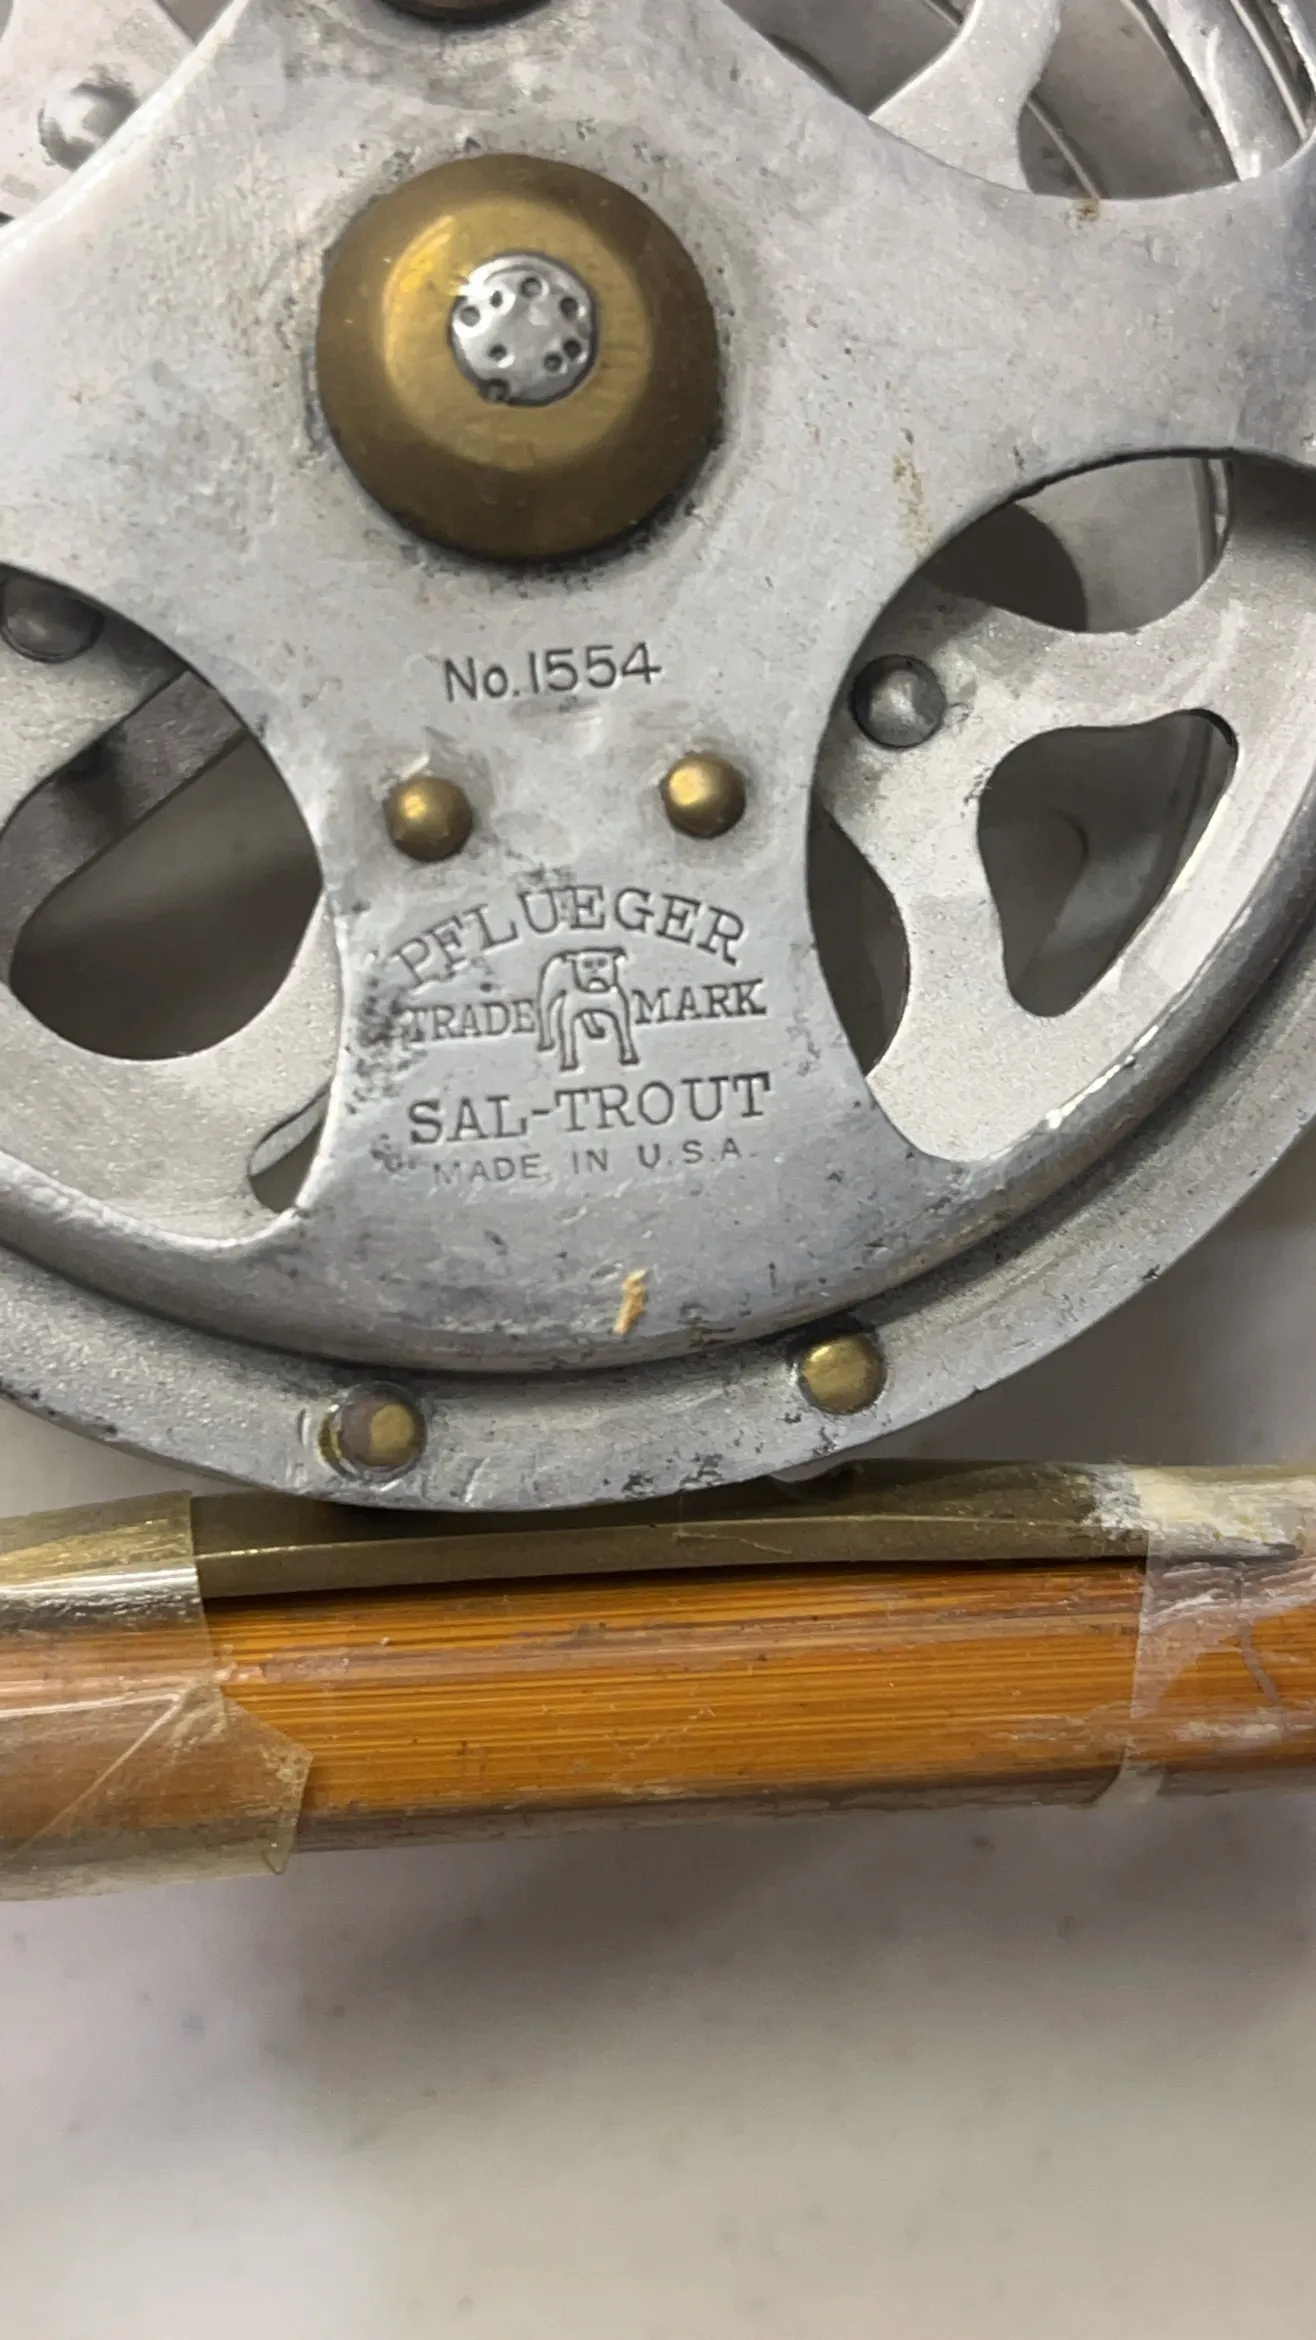 No. 1554
PFLUEGER
TRADE MARK
SAL-TROUT
MADE IN U.S.A.